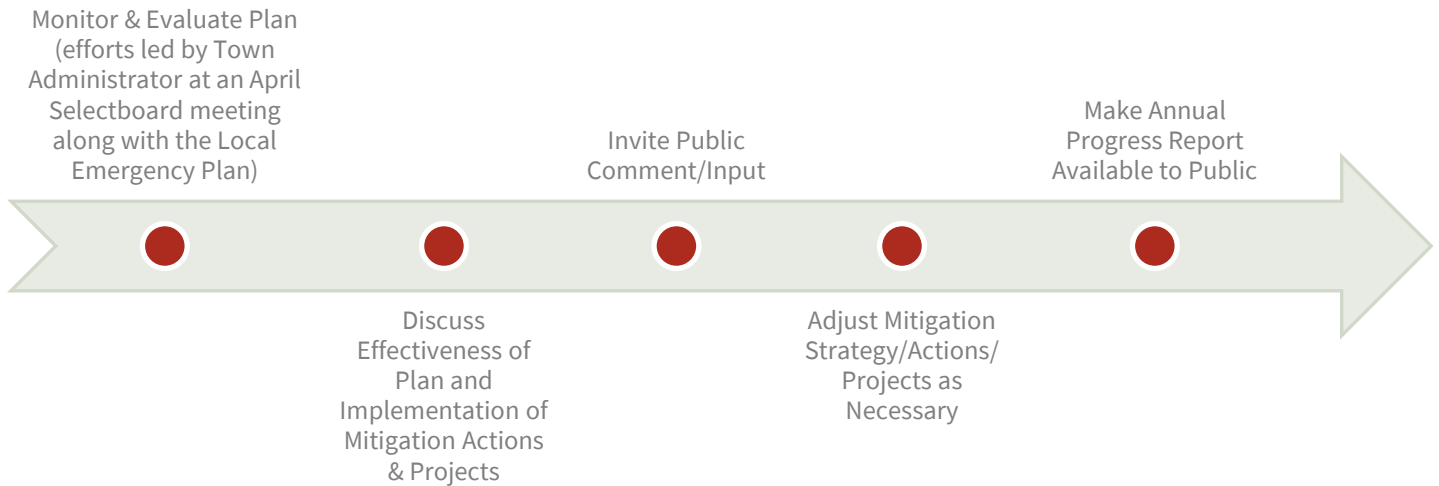 Monitor & Evaluate Plan
(efforts led by Town
Administrator at an April
Selectboard meeting
along with the Local
Emergency Plan)
Discuss
Effectiveness of
Plan and
Implementation of
Mitigation Actions
& Projects
Invite Public
Comment/Input
Adjust Mitigation
Strategy/Actions/
Projects as
Necessary
Make Annual
Progress Report
Available to Public